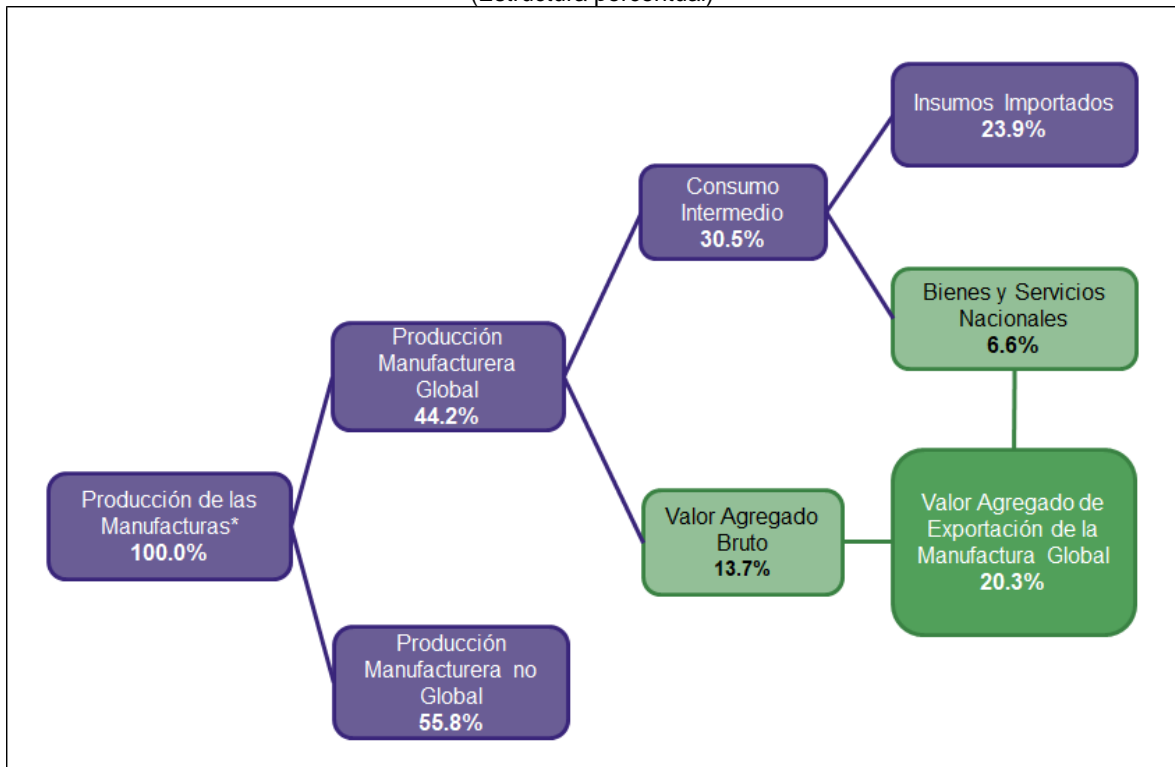 (Estructura porcentual)
Insumos Importados
23.9%
Consumo
Intermedio
30.5%
Bienes y Servicios
Nacionales
6.6%
Producción
Manufacturera
Global
44.2%
Producción de las
Manufacturas*
100.0%
Valor Agregado
Bruto
13.7%
Valor Agregado de
Exportación de la
Manufactura Global
20.3%
Producción
Manufacturera no
Global
55.8%